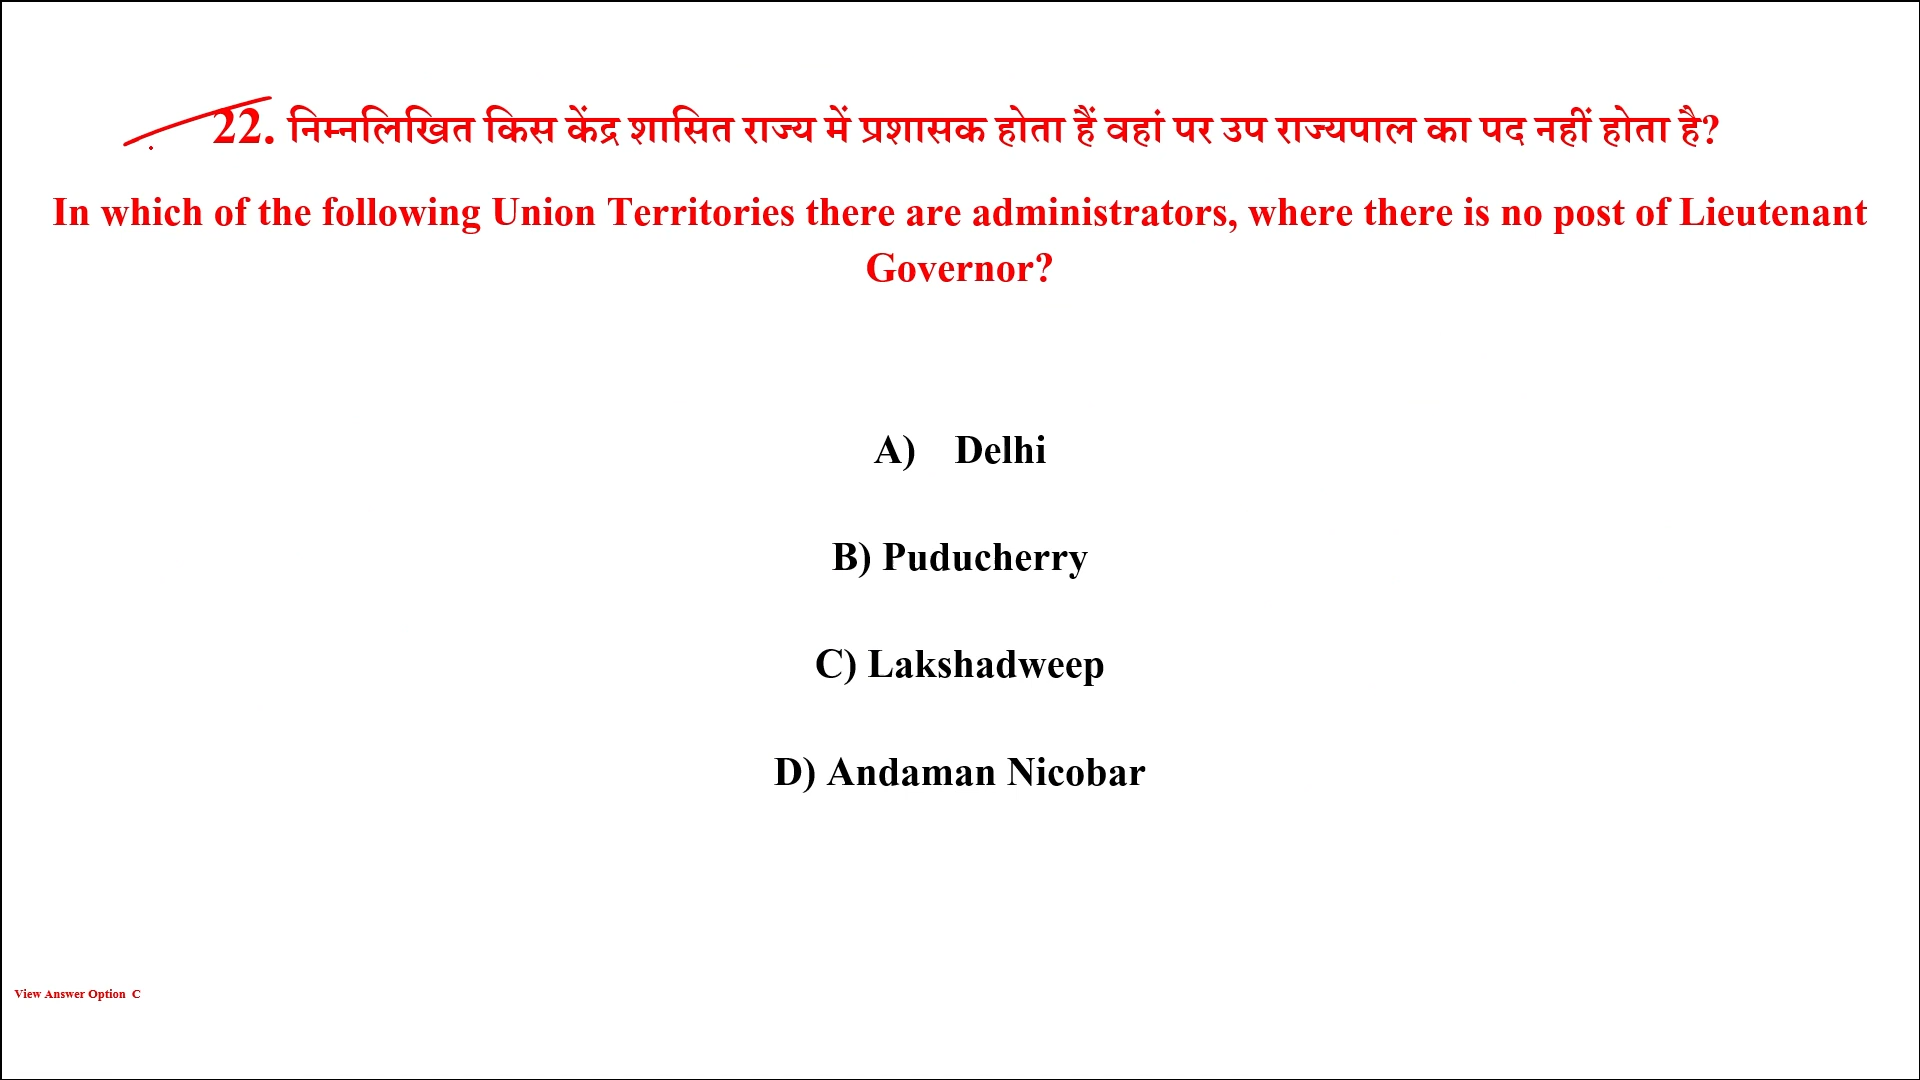 22. निम्नलिखित किस केंद्र शासित राज्य में प्रशासक होता हैं वहां पर उप राज्यपाल का पद नहीं होता है?
In which of the following Union Territories there are administrators, where there is no post of Lieutenant
Governor?
A) Delhi
B) Puducherry
C) Lakshadweep
D) Andaman Nicobar
View Answer Option C